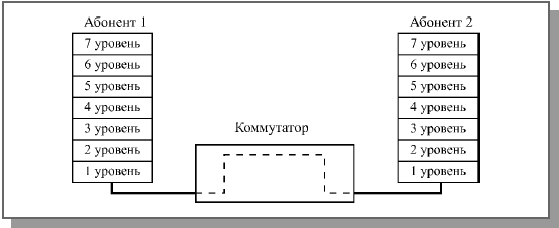 Абонент 1
7 уровень
6 уровень
5 уровень
4 уровень
3 уровень
2 уровень
1 уровень
Коммутатор
Абонент 2
7 уровень
6 уровень
5 уровень
4 уровень
3 уровень
2 уровень
1 уровень